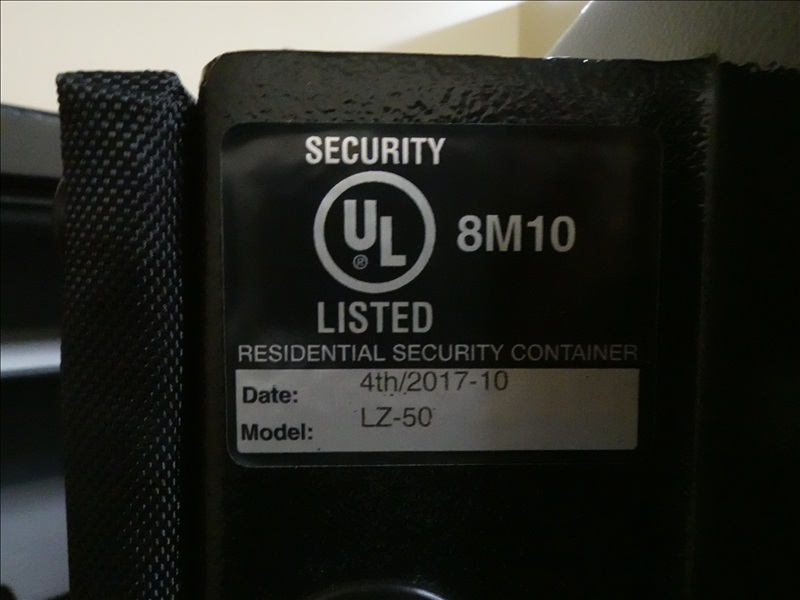 SECURITY
UL® 8M10
LISTED
RESIDENTIAL SECURITY CONTAINER
Date: 4th/2017-10
Model: LZ-50